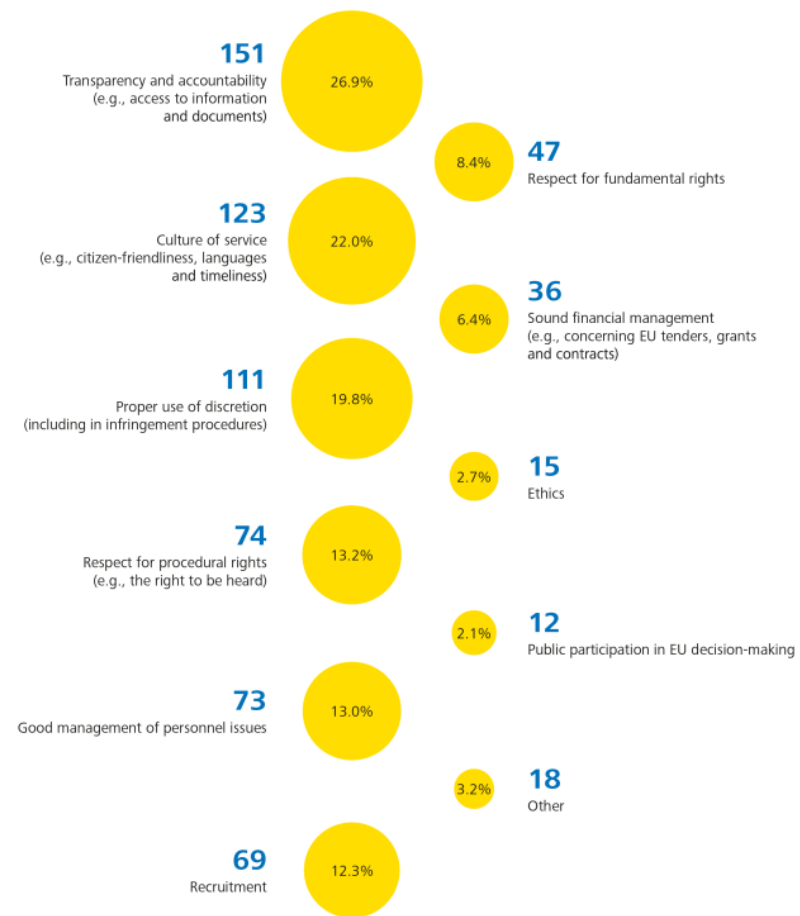 151
Transparency and accountability
(e.g., access to information
and documents)
26.9%
8.4%
47
Respect for fundamental rights
123
Culture of service
(e.g., citizen-friendliness, languages
and timeliness)
22.0%
6.4%
36
Sound financial management
(e.g., concerning EU tenders, grants
and contracts)
111
Proper use of discretion
(including in infringement procedures)
19.8%
2.7%
15
Ethics
74
Respect for procedural rights
(e.g., the right to be heard)
13.2%
2.1%
12
Public participation in EU decision-making
73
Good management of personnel issues
13.0%
3.2%
18
Other
69
Recruitment
12.3%